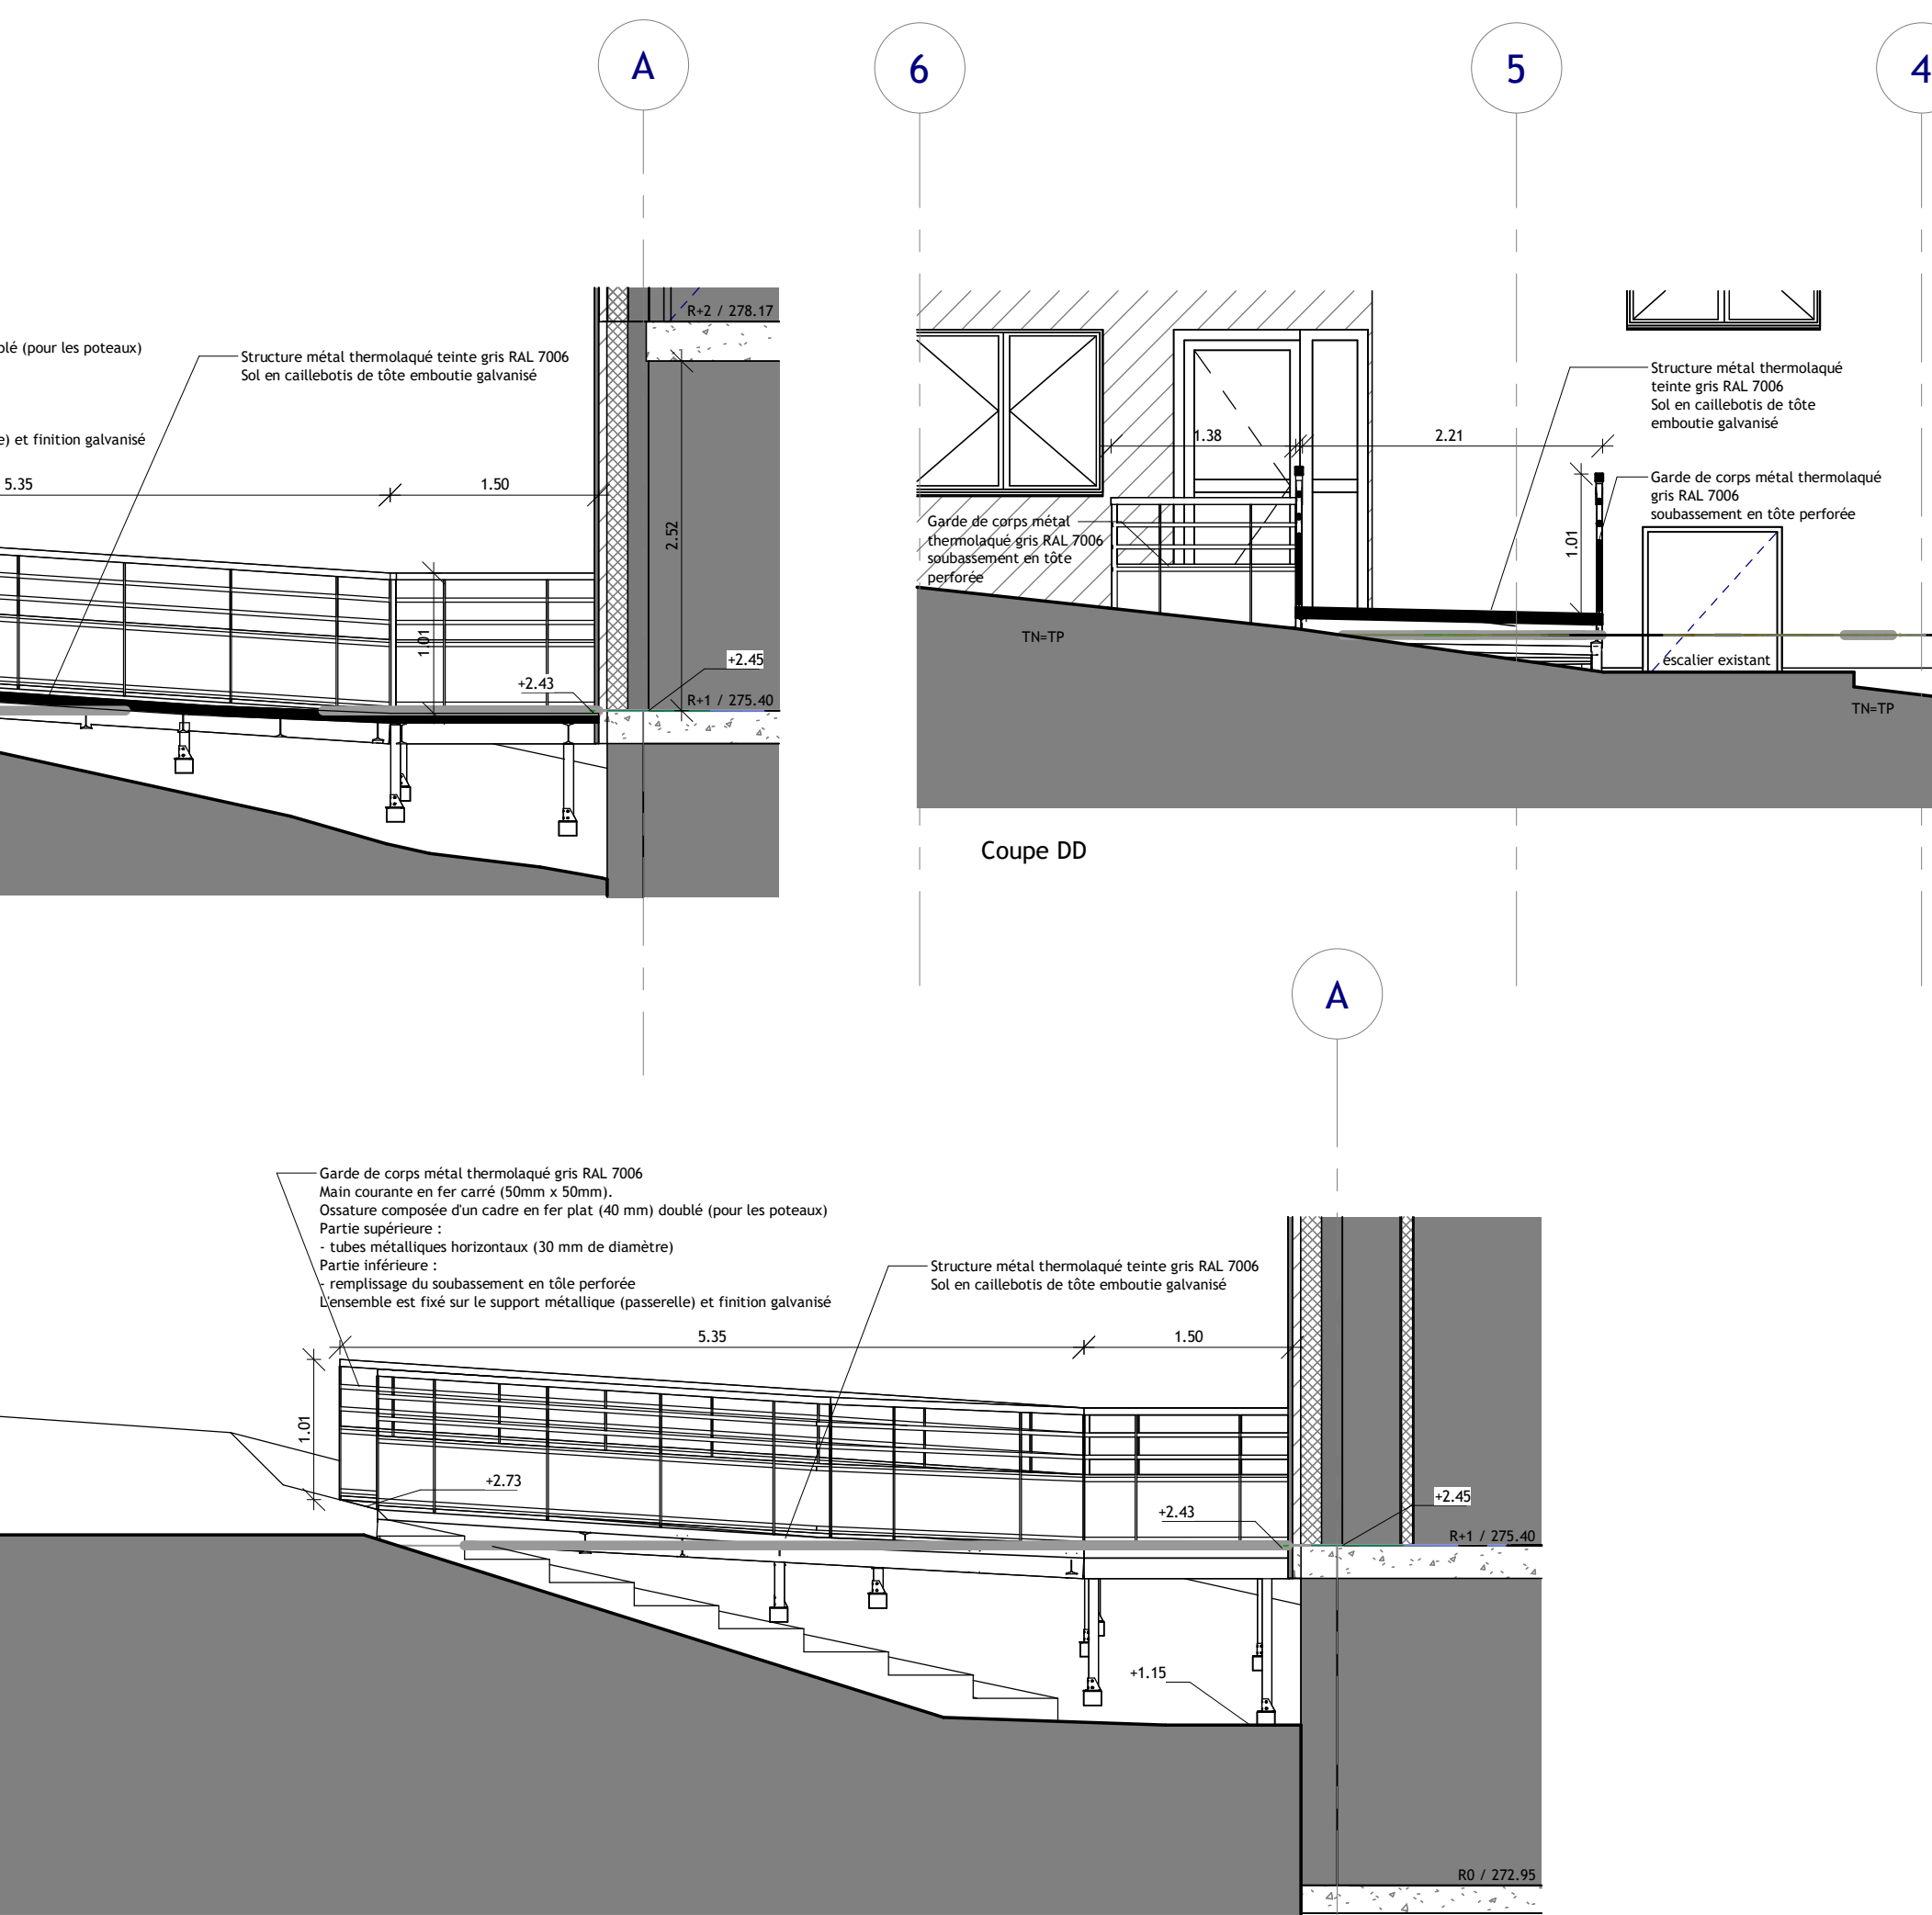 A
6
5
4
R+2 / 278.17
blé (pour les poteaux)
Structure métal thermolaqué teinte gris RAL 7006
Sol en caillebotis de tôte emboutie galvanisé
e) et finition galvanisé
5.35
1.50
2.52
1.01
+2.43
+2.45
R+1 / 275.40
1.38
2.21
Structure métal thermolaqué
teinte gris RAL 7006
Sol en caillebotis de tôte
emboutie galvanisé
Garde de corps métal thermolaqué
gris RAL 7006
soubassement en tôte perforée
1.01
Garde de corps métal
thermolaqué gris RAL 7006
soubassement en tôte
perforée
TN=TP
escalier existant
TN=TP
Coupe DD
A
Garde de corps métal thermolaqué gris RAL 7006
Main courante en fer carré (50mm x 50mm).
Ossature composée d'un cadre en fer plat (40 mm) doublé (pour les poteaux)
Partie supérieure :
- tubes métalliques horizontaux (30 mm de diamètre)
Partie inférieure :
- remplissage du soubassement en tôle perforée
L'ensemble est fixé sur le support métallique (passerelle) et finition galvanisé
Structure métal thermolaqué teinte gris RAL 7006
Sol en caillebotis de tôte emboutie galvanisé
5.35
1.50
1.01
+2.73
+2.43
+2.45
R+1 / 275.40
+1.15
R0 / 272.95